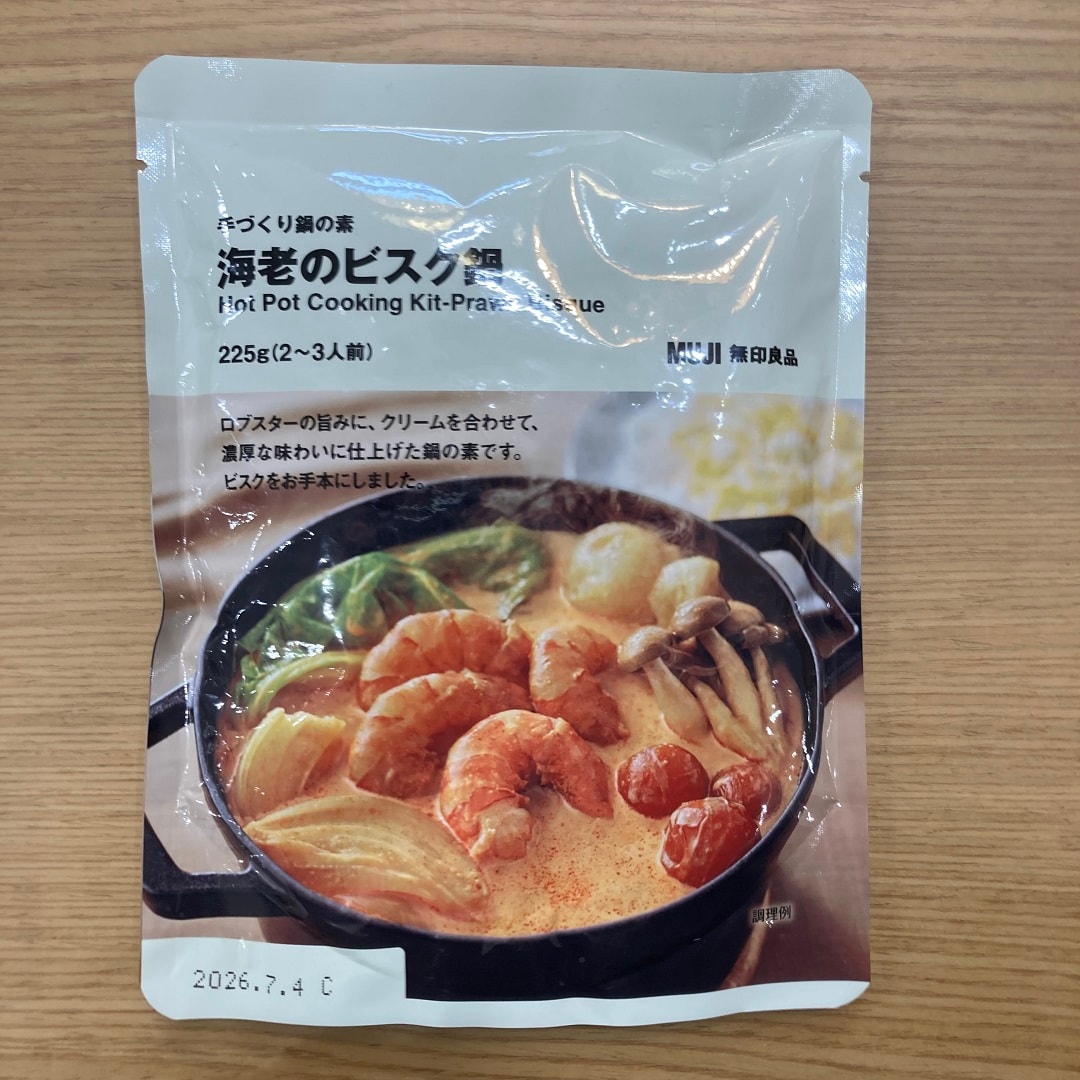 手づくり鍋の素
海老のビスク鍋
Hot Pot Cooking Kit-Prawn Bisque
225g(2〜3人前)
MUJI 無印良品
ロブスターの旨みに、クリームを合わせて、
濃厚な味わいに仕上げた鍋の素です。
ビスクをお手本にしました。
調理例
2026.7.4 C